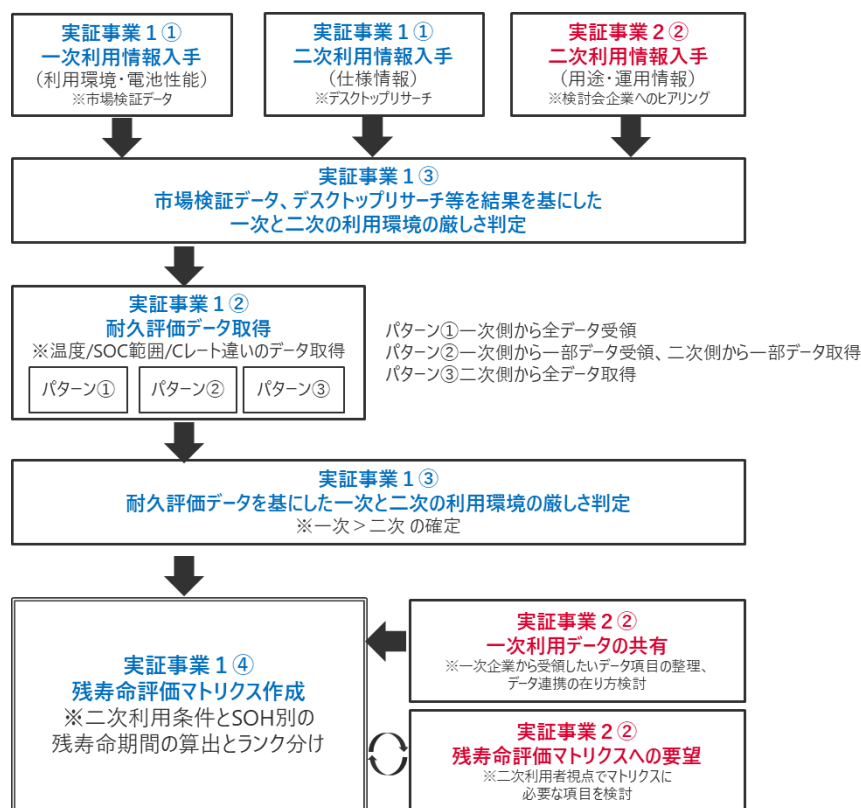 実証事業１①
一次利用情報入手
（利用環境・電池性能）
※市場検証データ
実証事業１①
二次利用情報入手
（仕様情報）
※デスクトップリサーチ
実証事業２②
二次利用情報入手
（用途・運用情報）
※検討会企業へのヒアリング
実証事業１③
市場検証データ、デスクトップリサーチ等を結果を基にした
一次と二次の利用環境の厳しさ判定
実証事業１②
耐久評価データ取得
※温度/SOC範囲/Cレート違いのデータ取得
パターン①
パターン②
パターン③
パターン①一次側から全データ受領
パターン②一次側から一部データ受領、二次側から一部データ取得
パターン③二次側から全データ取得
実証事業１③
耐久評価データを基にした一次と二次の利用環境の厳しさ判定
※一次＞二次 の確定
実証事業１④
残寿命評価マトリクス作成
※二次利用条件とSOH別の
残寿命期間の算出とランク分け
実証事業２②
一次利用データの共有
※一次企業から受領したいデータ項目の整理、
データ連携の在り方検討
実証事業２②
残寿命評価マトリクスへの要望
※二次利用者視点でマトリクスに
必要な項目を検討